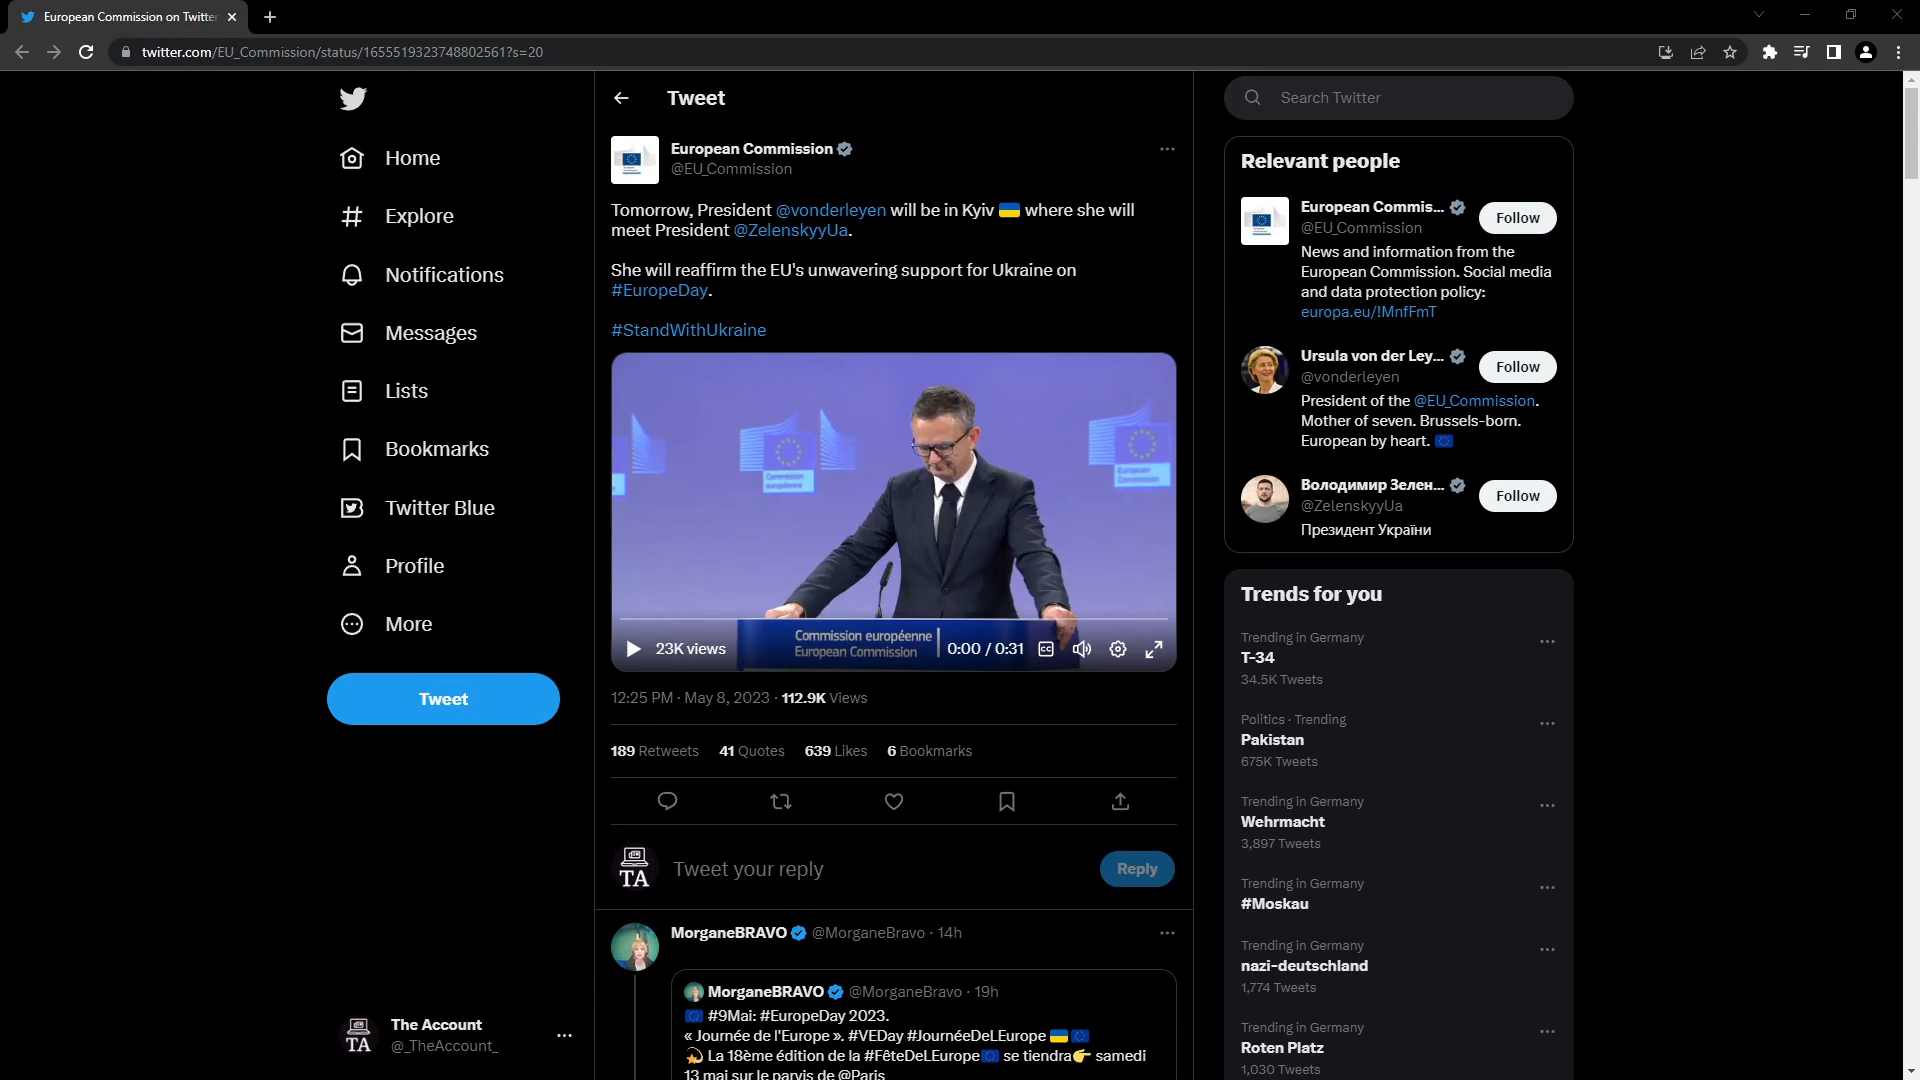 European Commission on Twitter
twitter.com/EU_Commission/status/1655519323748802561?s=20
Home
Explore
Notifications
Messages
Lists
Bookmarks
Twitter Blue
Profile
More
Tweet
The Account
@_TheAccount_
Tweet
European Commission
@EU_Commission
Tomorrow, President @vonderleyen will be in Kyiv 🇺🇦 where she will
meet President @ZelenskyyUa.
She will reaffirm the EU's unwavering support for Ukraine on
#EuropeDay.
#StandWithUkraine
Commission européenne
European Commission
Commission européenne
European Commission
23K views
0:00 / 0:31
12:25 PM · May 8, 2023 · 112.9K Views
189 Retweets 41 Quotes 639 Likes 6 Bookmarks
TA
Tweet your reply
Reply
MorganeBRAVO @MorganeBravo · 14h
MorganeBRAVO @MorganeBravo · 19h
🇪🇺 #9Mai: #EuropeDay 2023.
« Journée de l'Europe ». #VEDay #JournéeDeLEurope 🇺🇦 🇪🇺
💫 La 18ème édition de la #FêteDeLEurope🇪🇺 se tiendra👉 samedi
13 mai sur le parvis de @Paris
Search Twitter
Relevant people
European Commis...
@EU_Commission
Follow
News and information from the
European Commission. Social media
and data protection policy:
europa.eu/!MnfFmT
Ursula von der Ley...
@vonderleyen
Follow
President of the @EU_Commission.
Mother of seven. Brussels-born.
European by heart. 🇪🇺
Володимир Зелен...
@ZelenskyyUa
Follow
Президент України
Trends for you
Trending in Germany
T-34
34.5K Tweets
Politics · Trending
Pakistan
675K Tweets
Trending in Germany
Wehrmacht
3,897 Tweets
Trending in Germany
#Moskau
Trending in Germany
nazi-deutschland
1,774 Tweets
Trending in Germany
Roten Platz
1,030 Tweets
TA